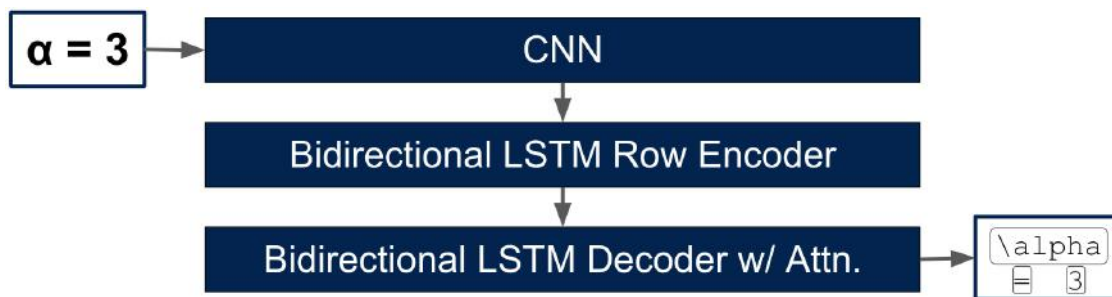 α = 3
CNN
Bidirectional LSTM Row Encoder
Bidirectional LSTM Decoder w/ Attn.
\alpha
= 3